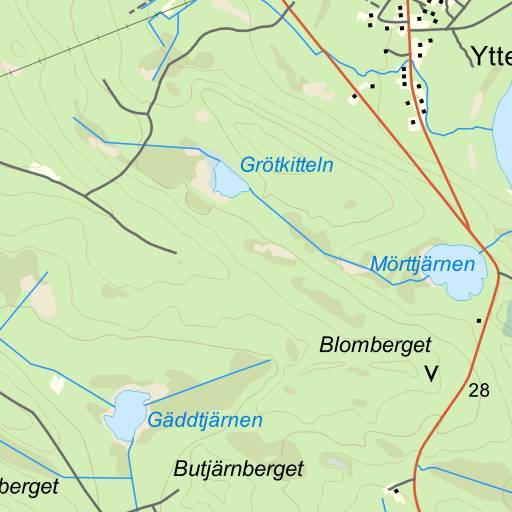 Ytte
Grötkitteln
Mörttjärnen
Blomberget
28
Gäddtjärnen
Butjärnberget
berget